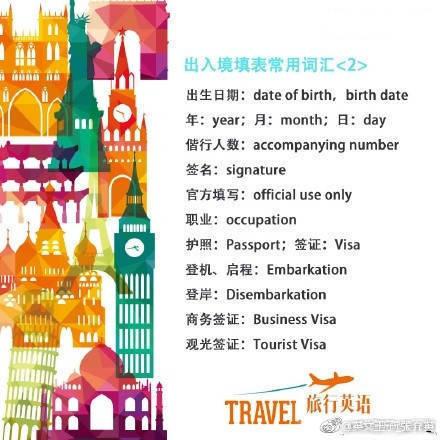 出入境填表常用词汇<2>
出生日期：date of birth，birth date
年：year；月：month；日：day
偕行人数：accompanying number
签名：signature
官方填写：official use only
职业：occupation
护照：Passport；签证：Visa
登机、启程：Embarkation
登岸：Disembarkation
商务签证：Business Visa
观光签证：Tourist Visa
TRAVEL 旅行英语